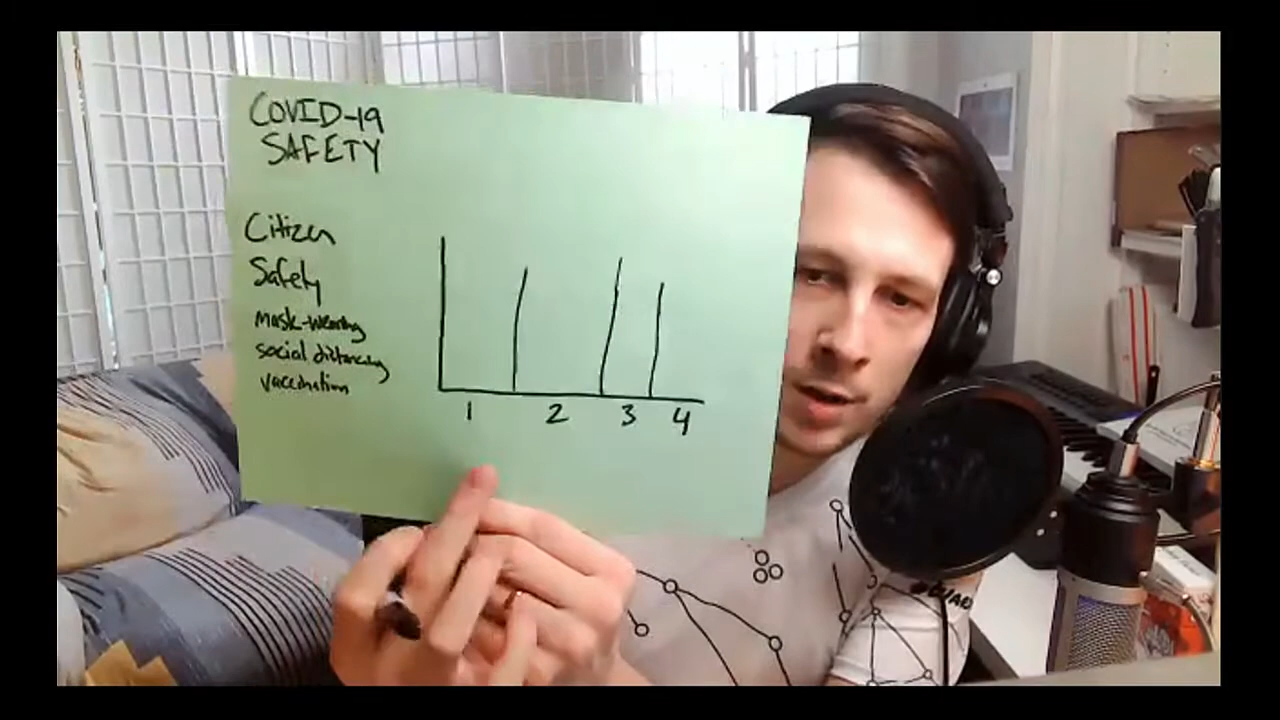 COVID-19
SAFETY
Citizen
Safety
mask-wearing
social distancing
vaccination
1 2 3 4